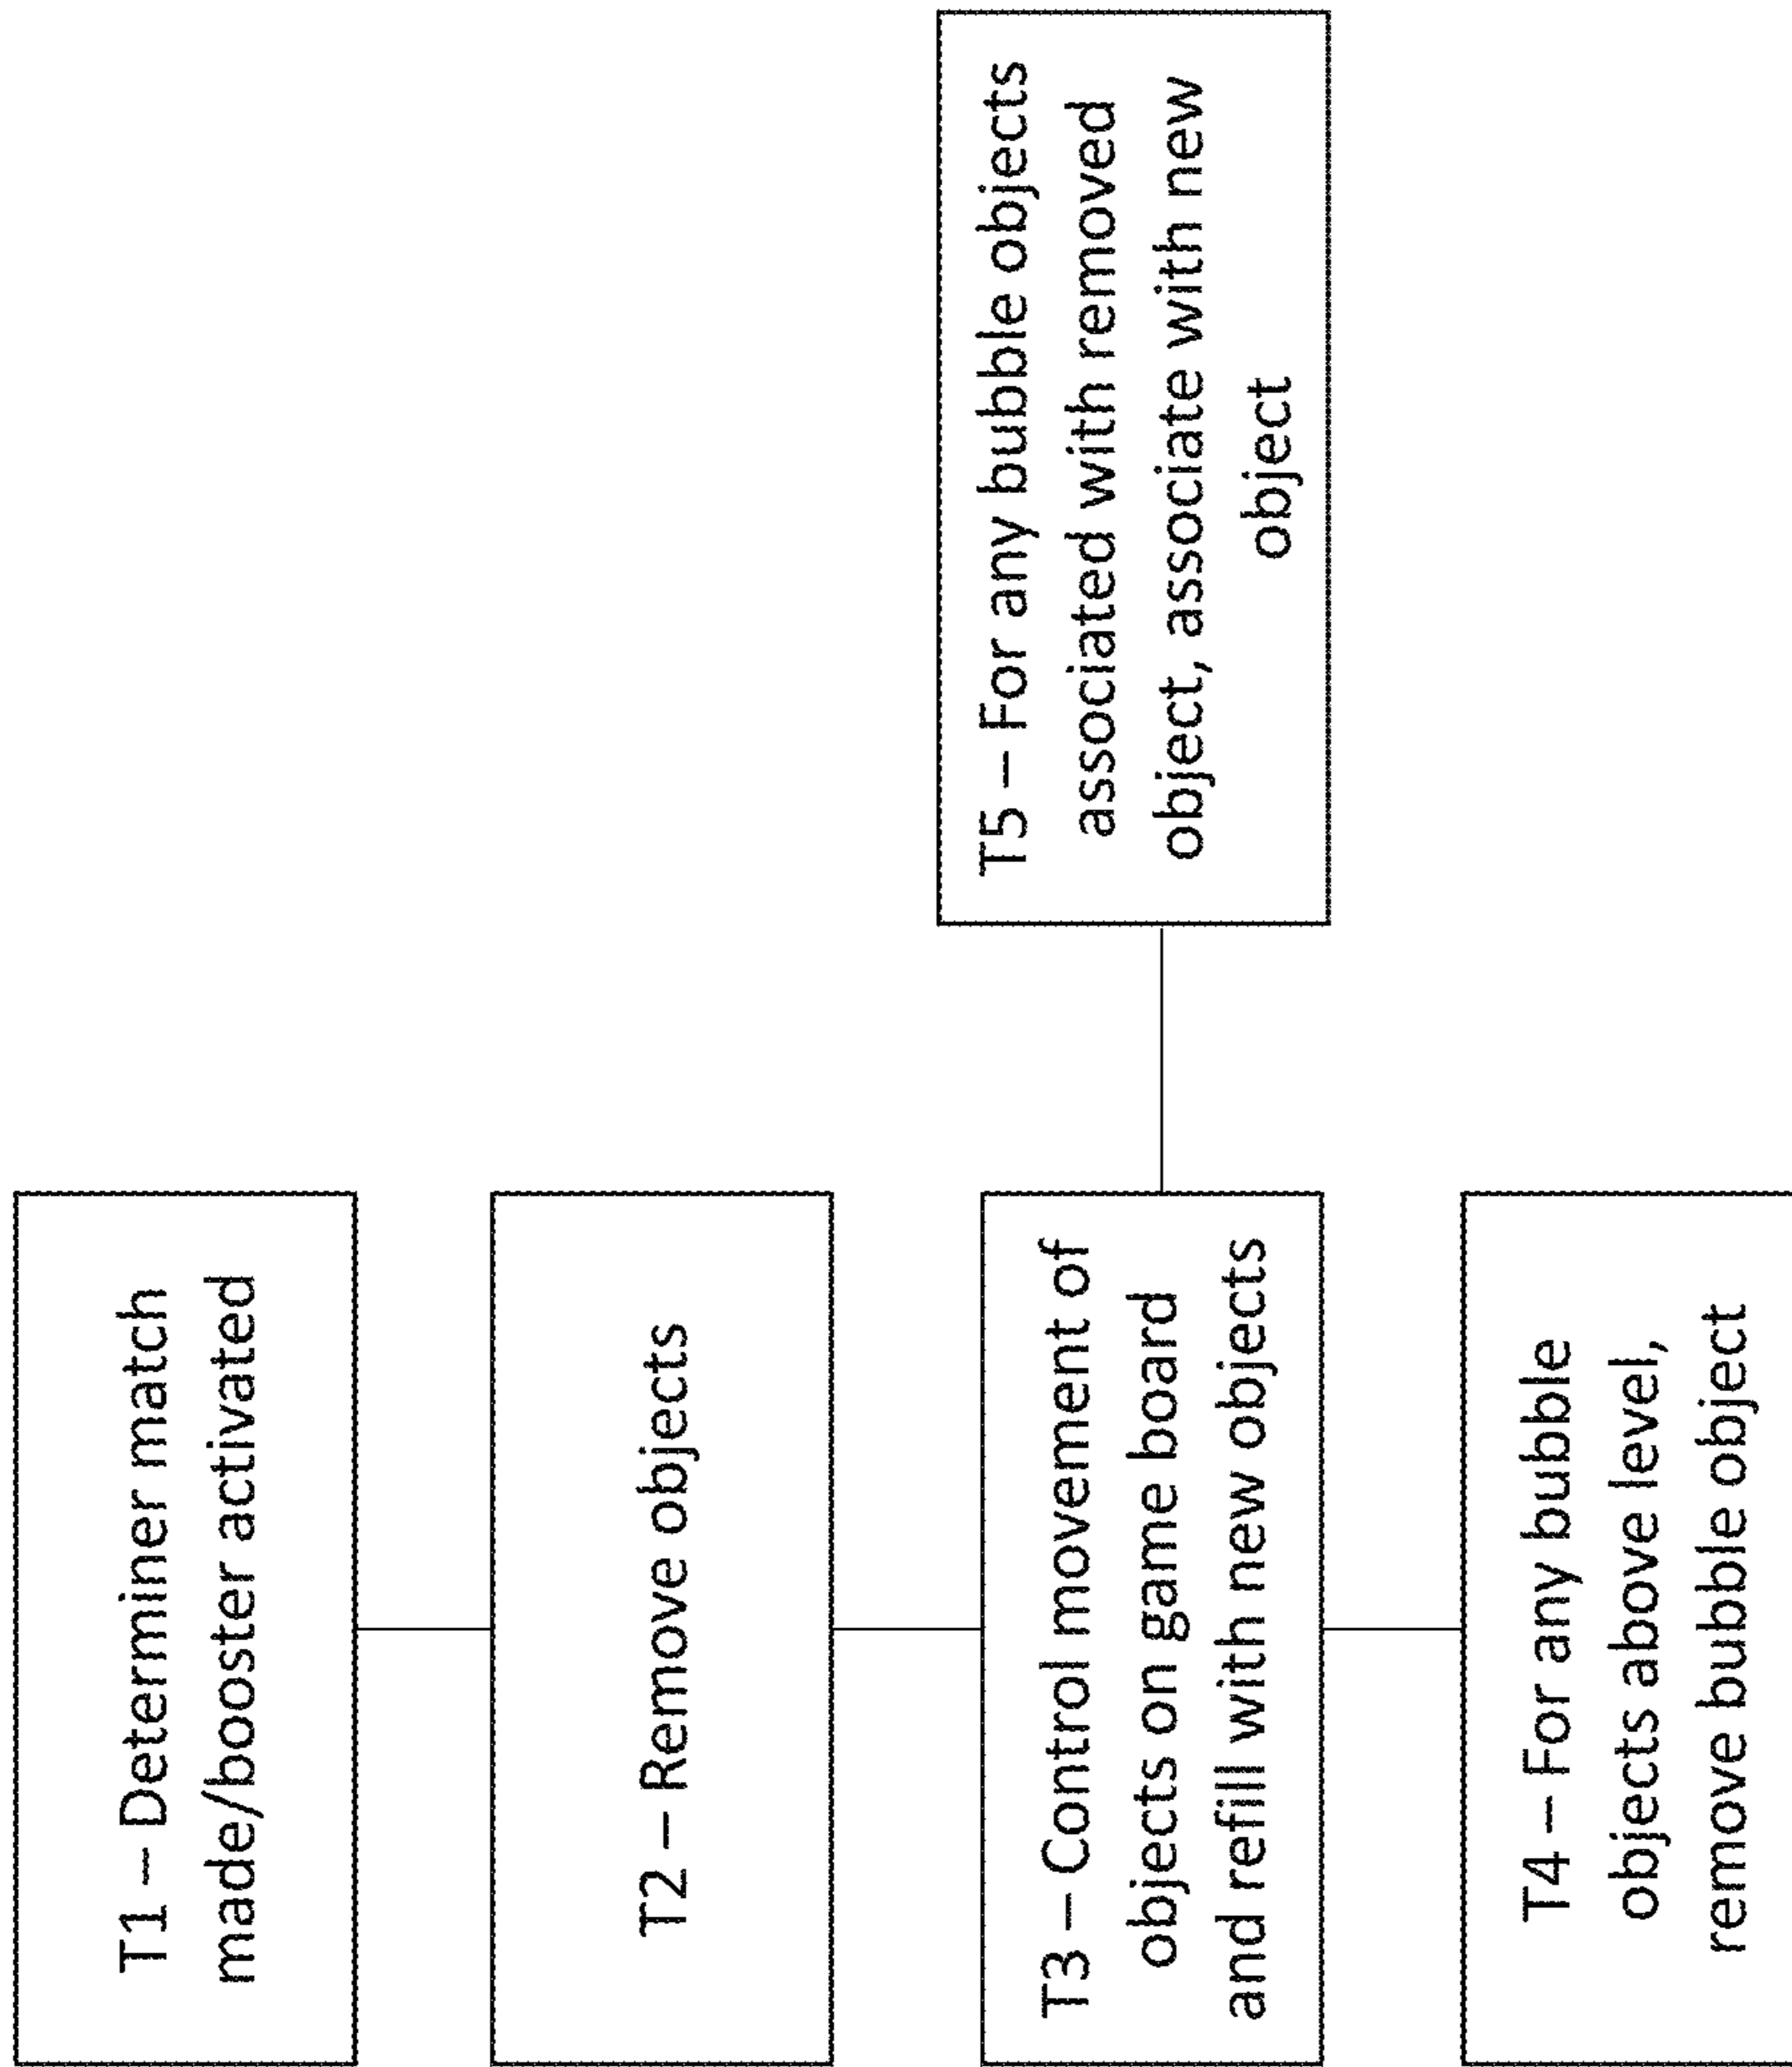 T1 – Determiner match
made/booster activated
T2 – Remove objects
T3 – Control movement of
objects on game board
and refill with new objects
T4 – For any bubble
objects above level,
remove bubble object
T5 – For any bubble objects
associated with removed
object, associate with new
object